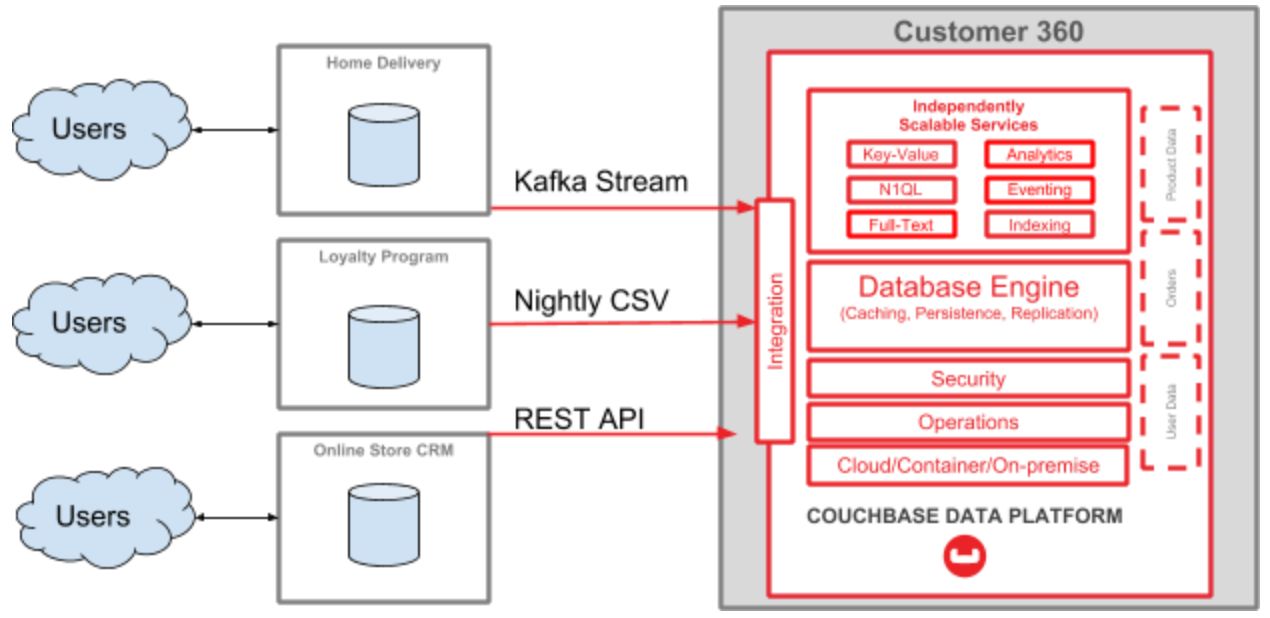 Customer 360
Users
Home Delivery
Kafka Stream
Users
Loyalty Program
Nightly CSV
Users
Online Store CRM
REST API
Integration
Independently
Scalable Services
Key-Value
Analytics
N1QL
Eventing
Full-Text
Indexing
Database Engine
(Caching, Persistence, Replication)
Security
Operations
Cloud/Container/On-premise
Product Data
Orders
User Data
COUCHBASE DATA PLATFORM